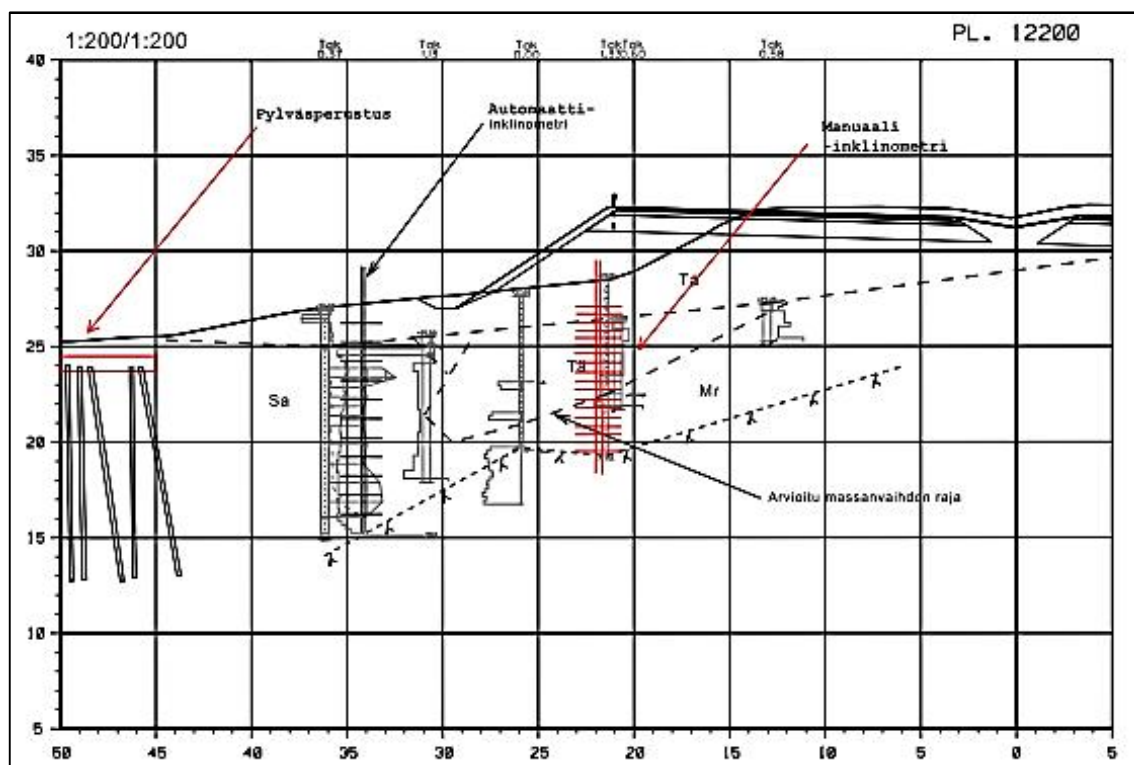 1:200/1:200
PL. 12200
40
Pylväsperustus
Automaatti-
inklinometri
Manuaali
-inklinometri
35
30
Ta
25
Sa
Tä
Mr
20
Arvioitu massanvaihdon raja
15
10
5
50 45 40 35 30 25 20 15 10 5 0 5